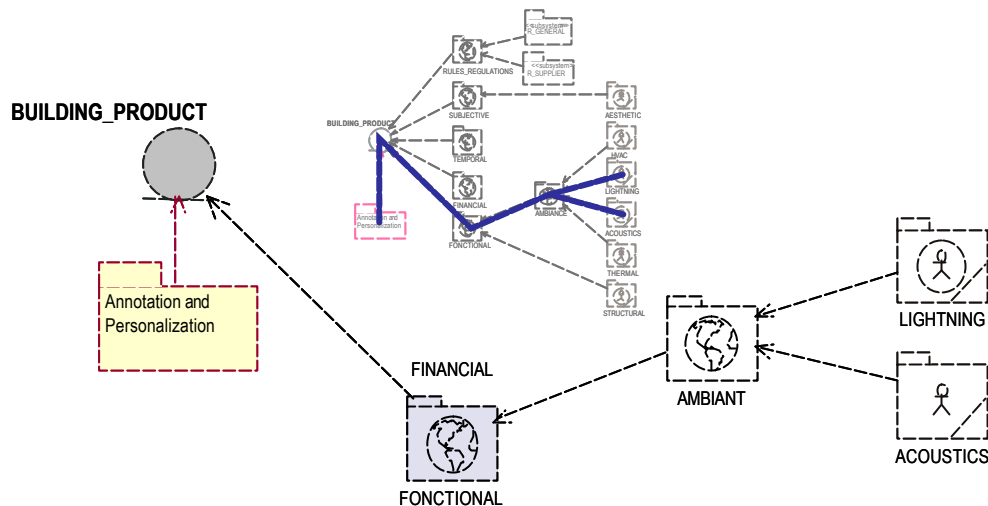 <<subsystem>
R_GENERAL
RULES_REGULATIONS
<<subsystem>
R_SUPPLIER
BUILDING_PRODUCT
BUILDING_PRODUCT
SUBJECTIVE
AESTHETIC
TEMPORAL
HVAC
FINANCIAL
LIGHTNING
AMBIANCE
Annotation and
Personalization
FONCTIONAL
ACOUSTICS
THERMAL
STRUCTURAL
Annotation and
Personalization
LIGHTNING
FINANCIAL
AMBIANT
ACOUSTICS
FONCTIONAL